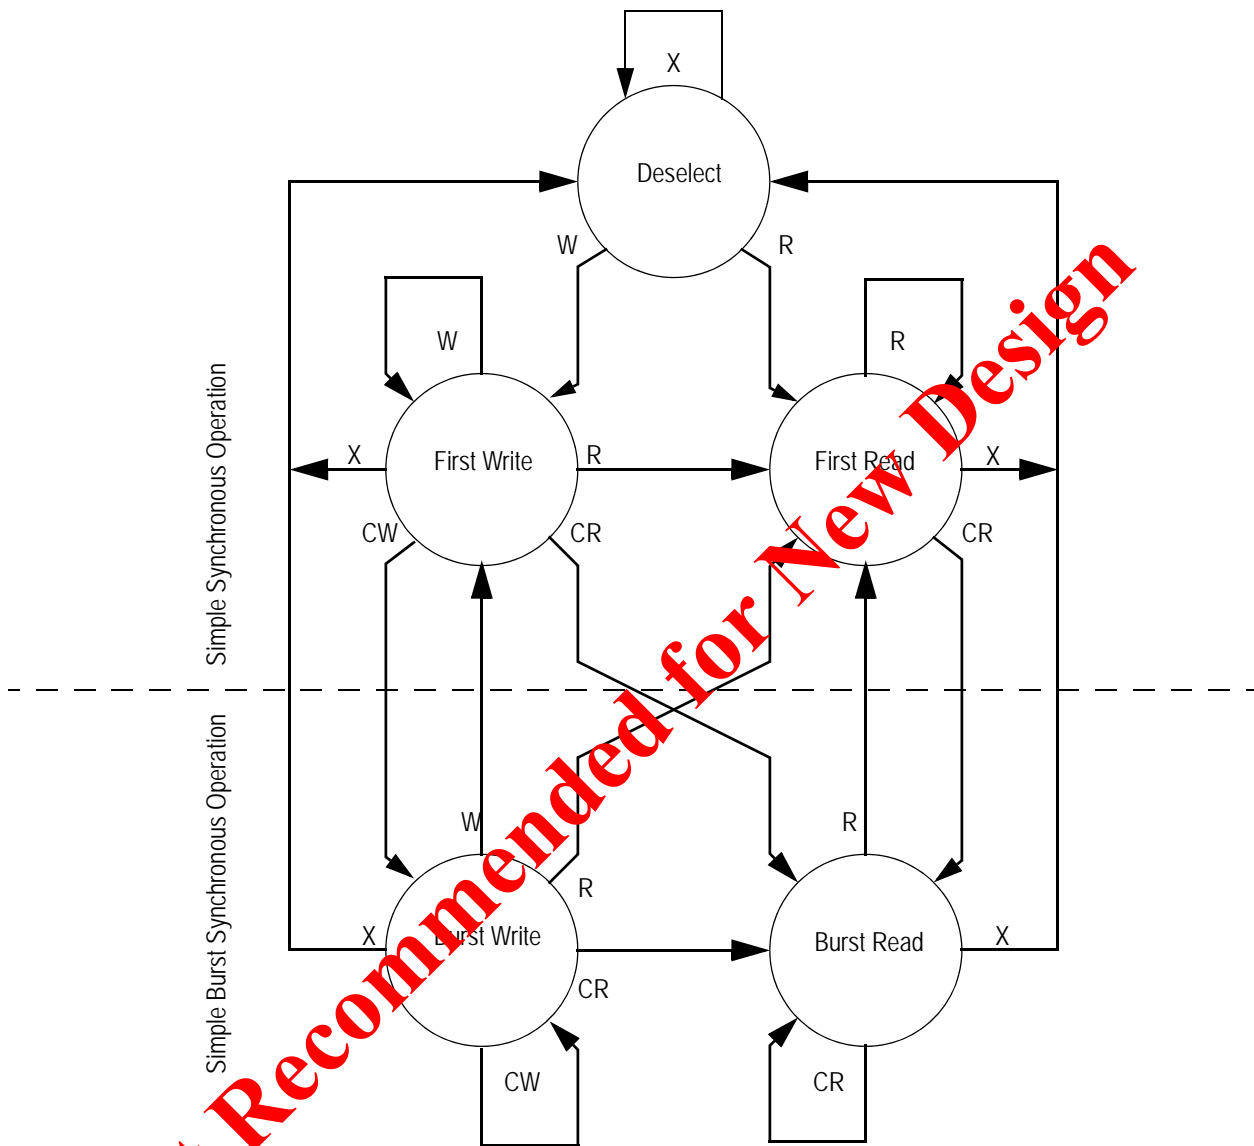 X
Deselect
W
R
W
R
Simple Synchronous Operation
X
First Write
R
First Read
X
CW
CR
CR
Simple Burst Synchronous Operation
W
R
R
X
Burst Write
Burst Read
X
CR
CW
CR
Recommended for New Design